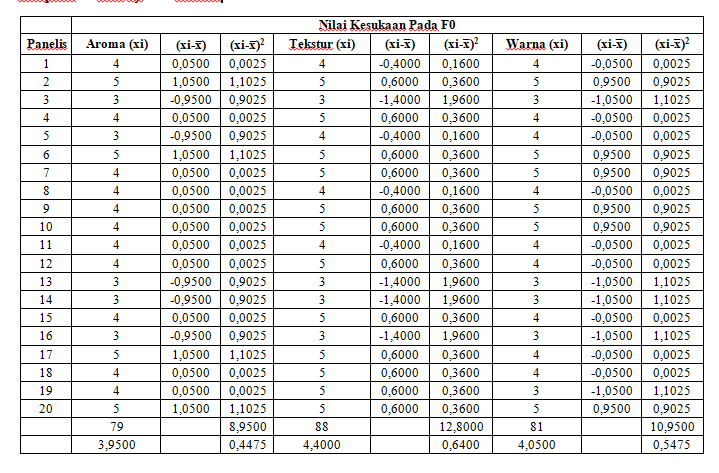 Nilai Kesukaan Pada F0
Panelis Aroma (xi) (xi-x̄) (xi-x̄)² Tekstur (xi) (xi-x̄) (xi-x̄)² Warna (xi) (xi-x̄) (xi-x̄)²
1 4 0,0500 0,0025 4 -0,4000 0,1600 4 -0,0500 0,0025
2 5 1,0500 1,1025 5 0,6000 0,3600 5 0,9500 0,9025
3 3 -0,9500 0,9025 3 -1,4000 1,9600 3 -1,0500 1,1025
4 4 0,0500 0,0025 5 0,6000 0,3600 4 -0,0500 0,0025
5 3 -0,9500 0,9025 4 -0,4000 0,1600 4 -0,0500 0,0025
6 5 1,0500 1,1025 5 0,6000 0,3600 5 0,9500 0,9025
7 4 0,0500 0,0025 5 0,6000 0,3600 5 0,9500 0,9025
8 4 0,0500 0,0025 4 -0,4000 0,1600 4 -0,0500 0,0025
9 4 0,0500 0,0025 5 0,6000 0,3600 5 0,9500 0,9025
10 4 0,0500 0,0025 5 0,6000 0,3600 5 0,9500 0,9025
11 4 0,0500 0,0025 4 -0,4000 0,1600 4 -0,0500 0,0025
12 4 0,0500 0,0025 5 0,6000 0,3600 4 -0,0500 0,0025
13 3 -0,9500 0,9025 3 -1,4000 1,9600 3 -1,0500 1,1025
14 3 -0,9500 0,9025 3 -1,4000 1,9600 3 -1,0500 1,1025
15 4 0,0500 0,0025 5 0,6000 0,3600 4 -0,0500 0,0025
16 3 -0,9500 0,9025 3 -1,4000 1,9600 3 -1,0500 1,1025
17 5 1,0500 1,1025 5 0,6000 0,3600 4 -0,0500 0,0025
18 4 0,0500 0,0025 5 0,6000 0,3600 4 -0,0500 0,0025
19 4 0,0500 0,0025 5 0,6000 0,3600 3 -1,0500 1,1025
20 5 1,0500 1,1025 5 0,6000 0,3600 5 0,9500 0,9025
79 8,9500 88 12,8000 81 10,9500
3,9500 0,4475 4,4000 0,6400 4,0500 0,5475